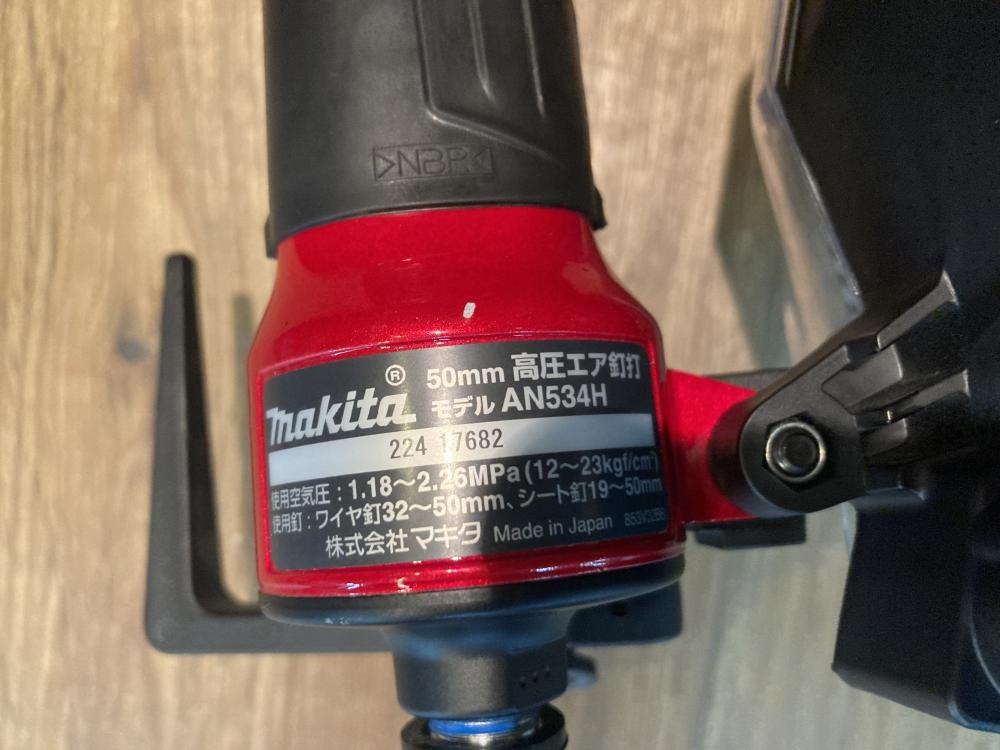 >NBR<
makita® 50mm 高圧エア釘打
モデル AN534H
224 17682
使用空気圧：1.18～2.26MPa (12～23kgf/cm²)
使用釘：ワイヤ釘32～50mm、シート釘19～50mm
株式会社マキタ Made in Japan